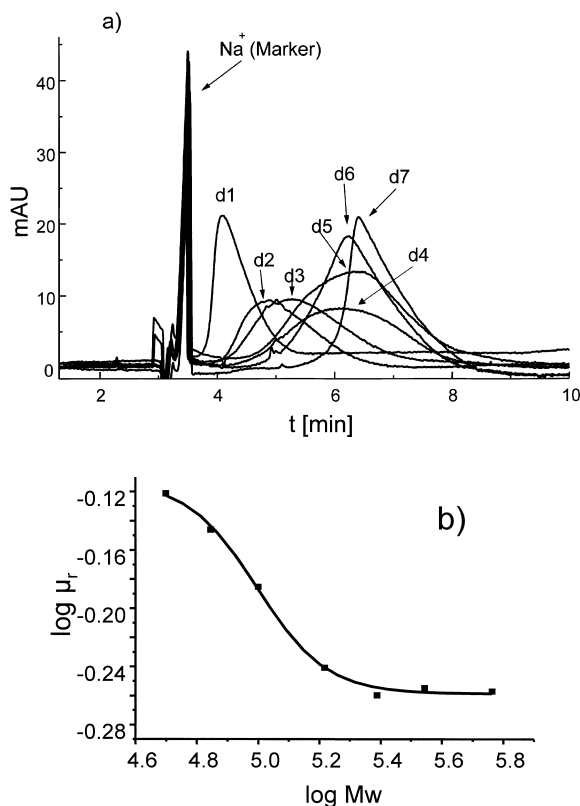 a)
Na+ (Marker)
40
30
20
10
0
mAU
d1
d2
d3
d5
d6
d7
d4
2 4 6 8 10
t [min]
b)
-0.12
-0.16
-0.20
-0.24
-0.28
log μr
4.6 4.8 5.0 5.2 5.4 5.6 5.8
log Mw